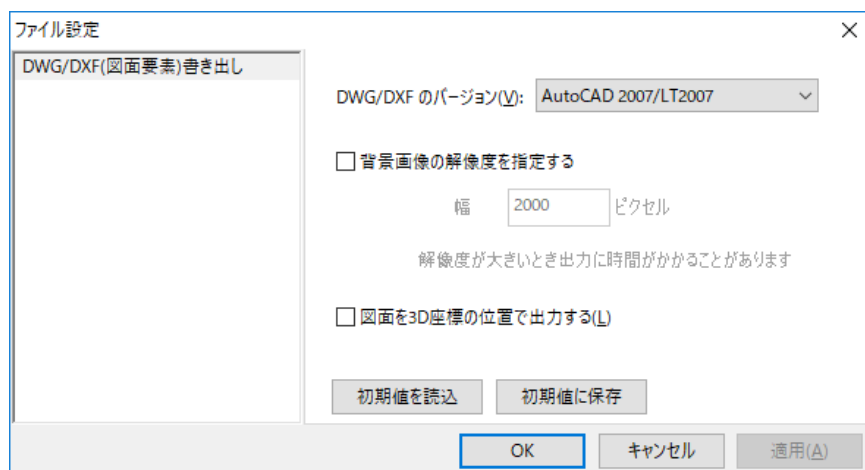 ファイル設定
DWG/DXF(図面要素)書き出し
DWG/DXF のバージョン(V): AutoCAD 2007/LT2007
背景画像の解像度を指定する
幅 2000 ピクセル
解像度が大きいとき出力に時間がかかることがあります
図面を3D座標の位置で出力する(L)
初期値を読込 初期値に保存
OK キャンセル 適用(A)